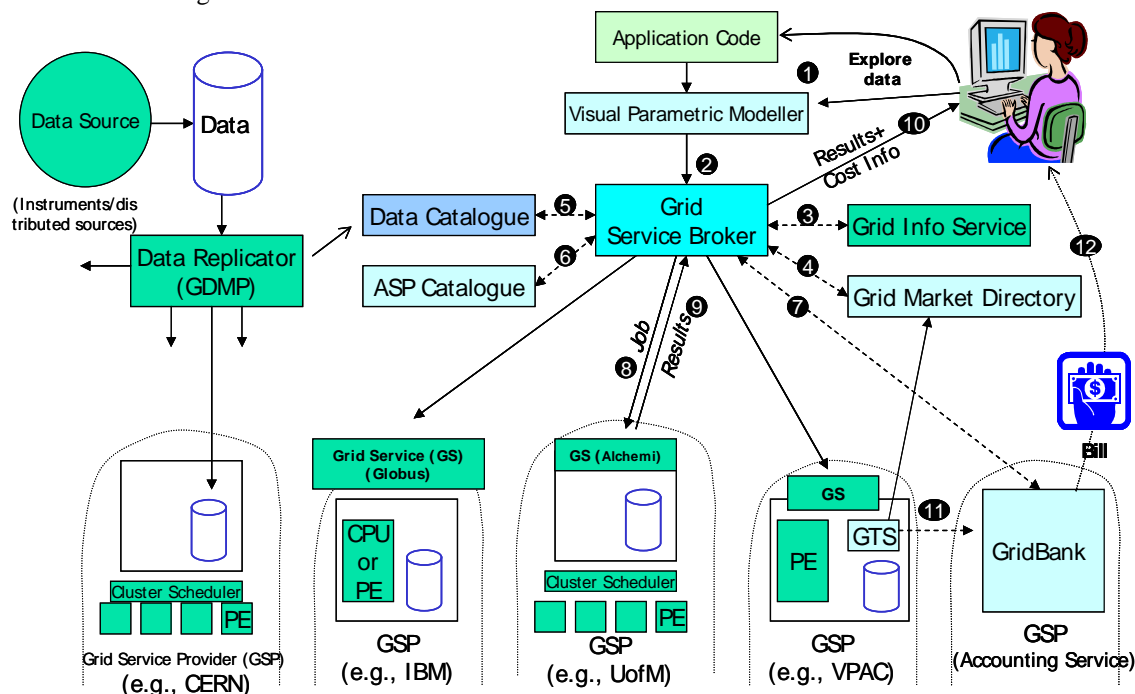 Application Code
1
Explore
data
Data Source
Data
Visual Parametric Modeller
10
2
Results+
Cost Info
(Instruments/dis
tributed sources)
Data Catalogue
5
Grid
Service Broker
3
Grid Info Service
Data Replicator
(GDMP)
6
4
12
ASP Catalogue
7
Grid Market Directory
8
Job
Results
9
$
Bill
Grid Service (GS)
(Globus)
GS (Alchemi)
GS
11
CPU
or
PE
PE
GTS
GridBank
Cluster Scheduler
PE
Cluster Scheduler
PE
Grid Service Provider (GSP)
(e.g., CERN)
GSP
(e.g., IBM)
GSP
(e.g., UofM)
GSP
(e.g., VPAC)
GSP
(Accounting Service)